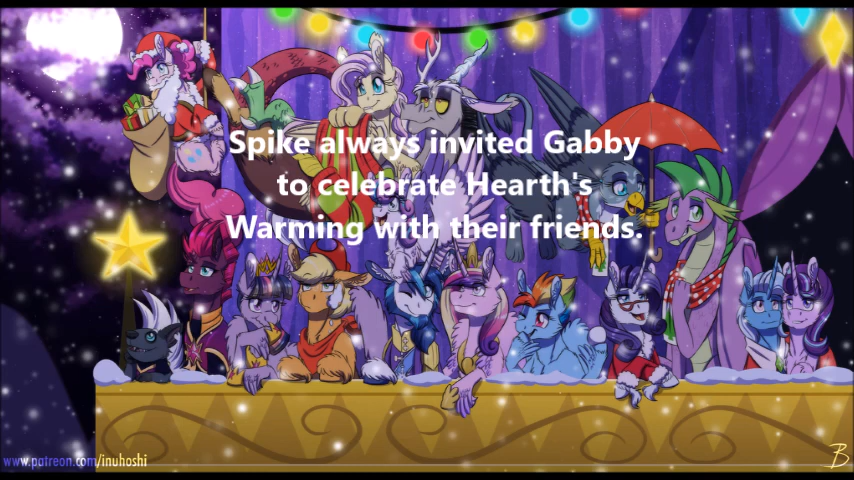 Spike always invited Gabby
to celebrate Hearth's
Warming with their friends.
www.patreon.com/inuhoshi
B